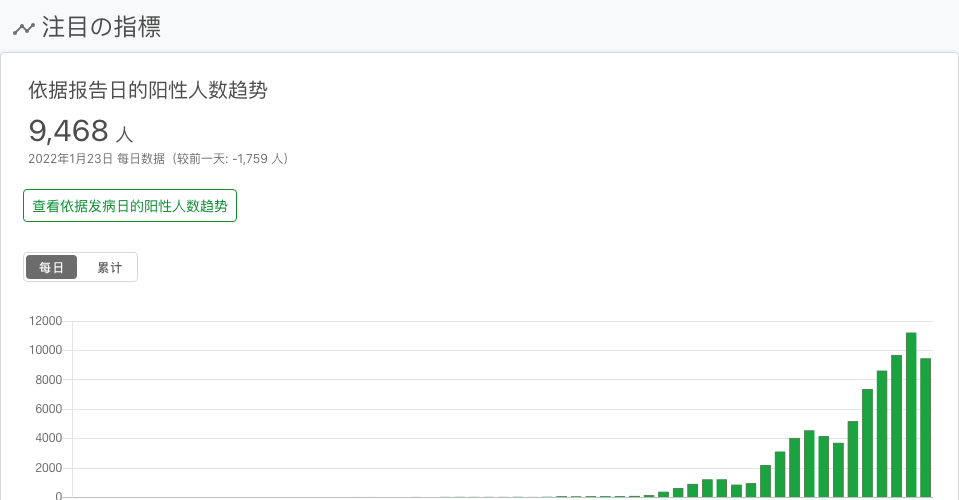 注目の指標
依据报告日的阳性人数趋势
9,468 人
2022年1月23日 每日数据（较前一天: -1,759 人）
查看依据发病日的阳性人数趋势
每日 累计
12000
10000
8000
6000
4000
2000
0